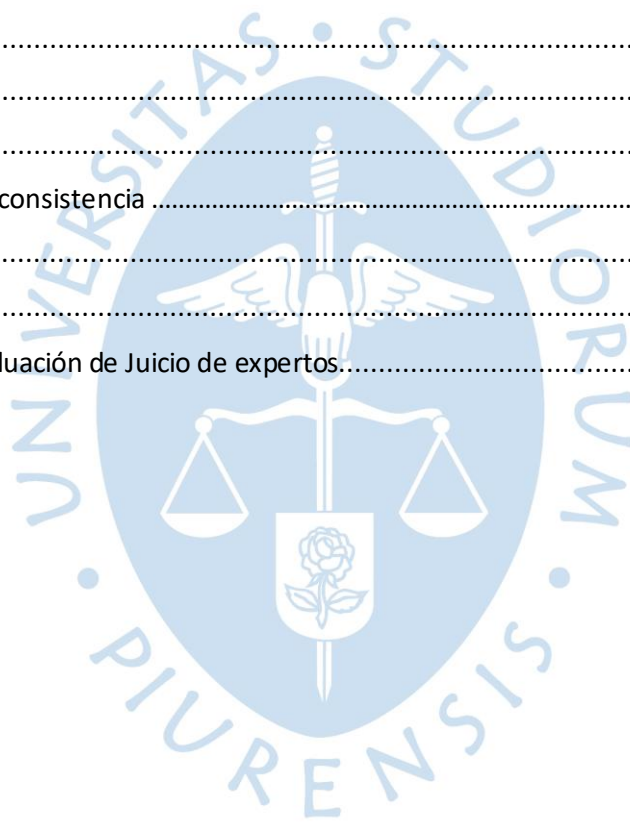 ................................................................
................................................................
................................................................
consistencia ................................................................
................................................................
................................................................
luación de Juicio de expertos................................................
UNIVERSITAS • STUDIORUM • PIURENSIS •